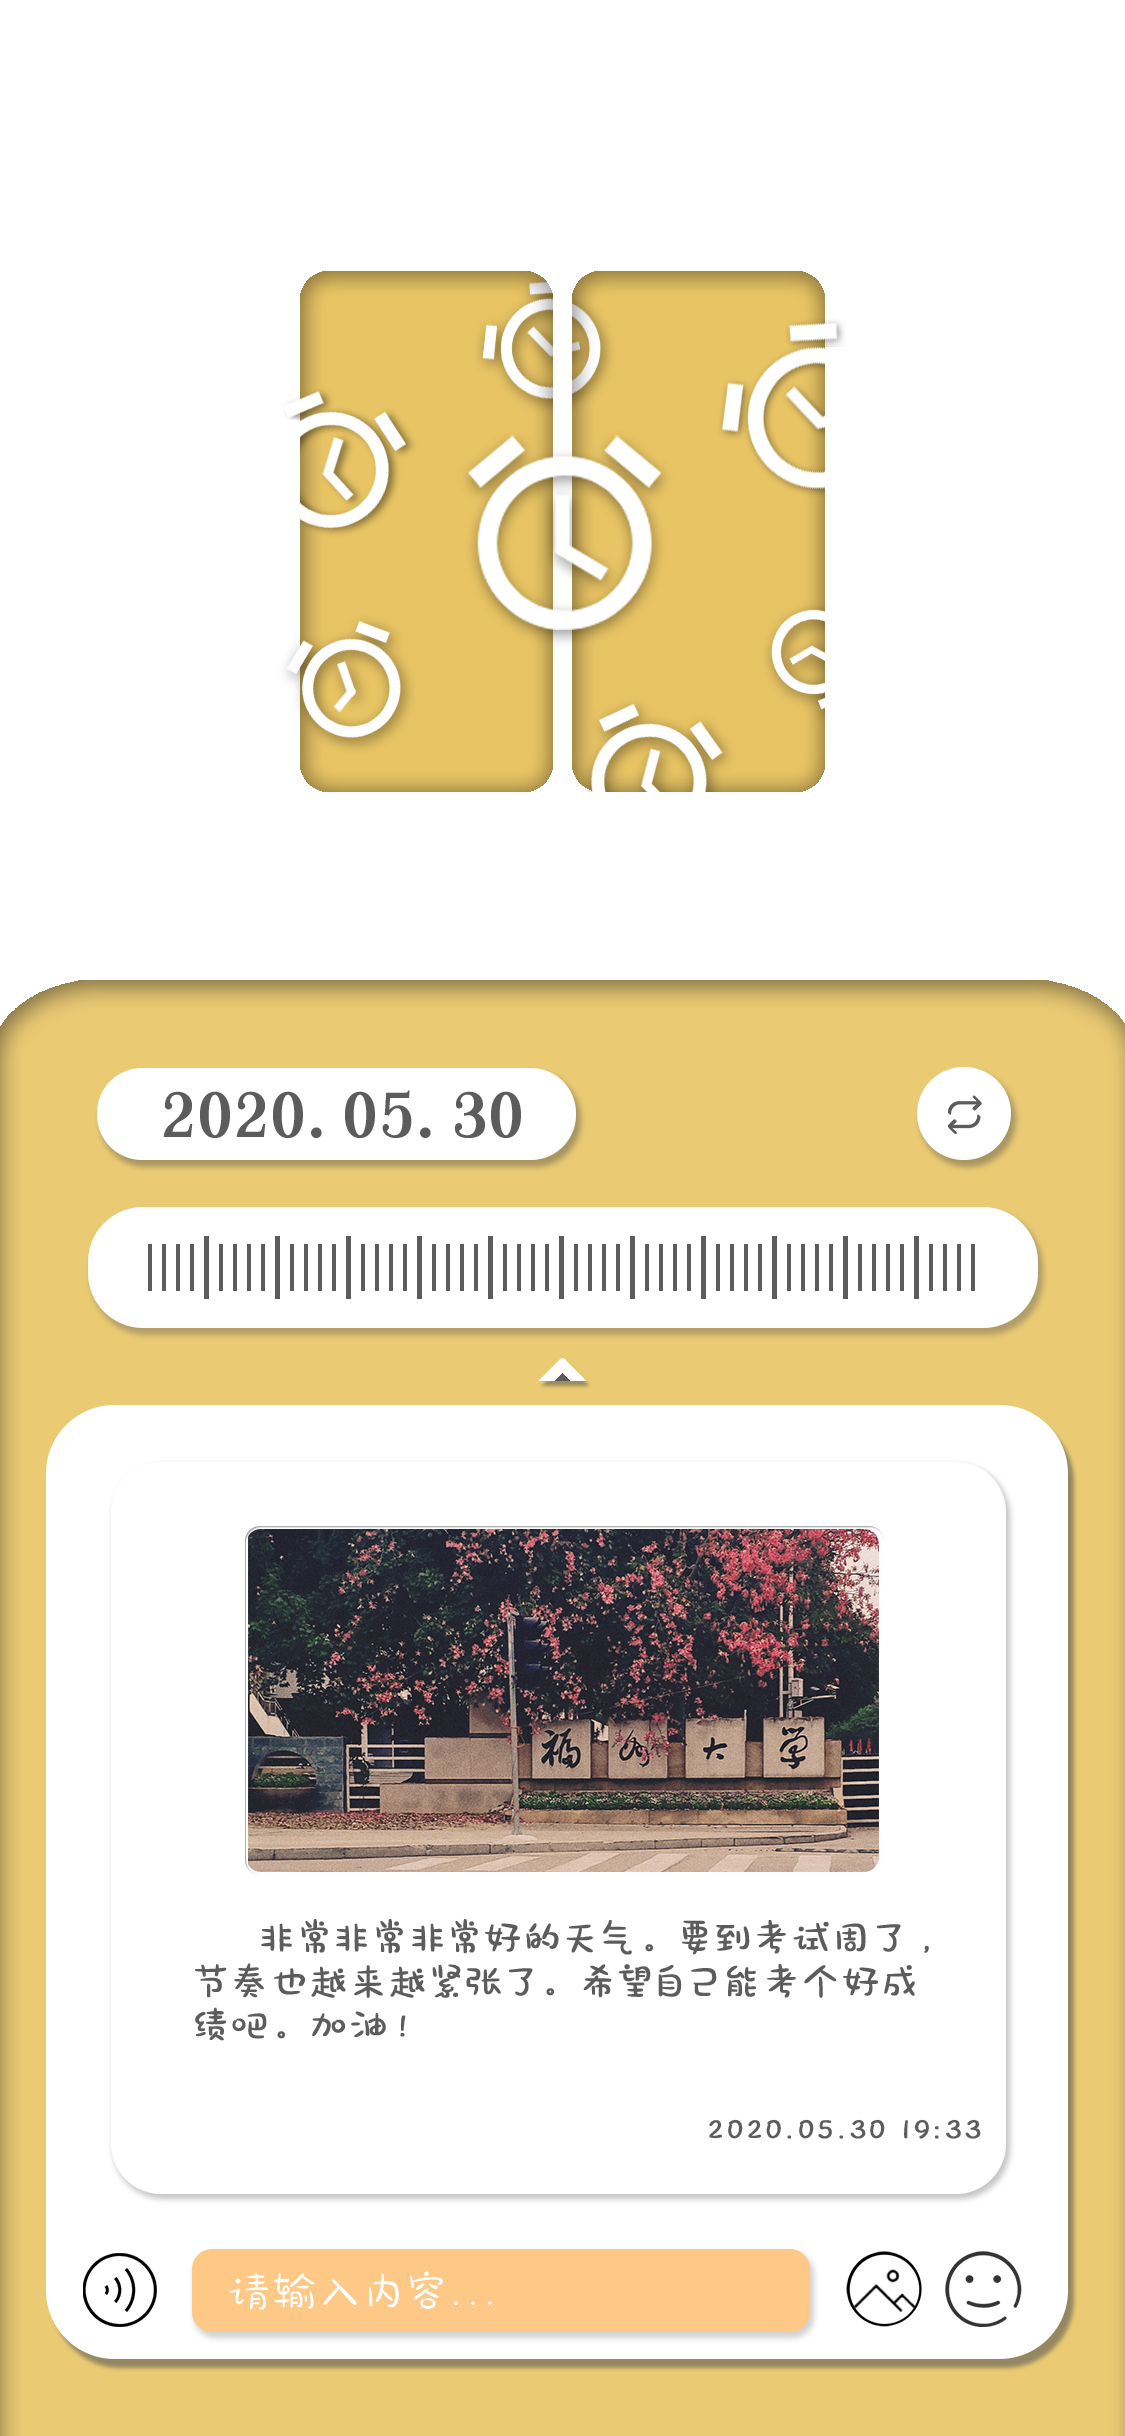 2020.05.30
福州大学
非常非常非常好的天气。要到考试周了,
节奏也越来越紧张了。希望自己能考个好成
绩吧。加油!
2020.05.30 19:33
请输入内容...